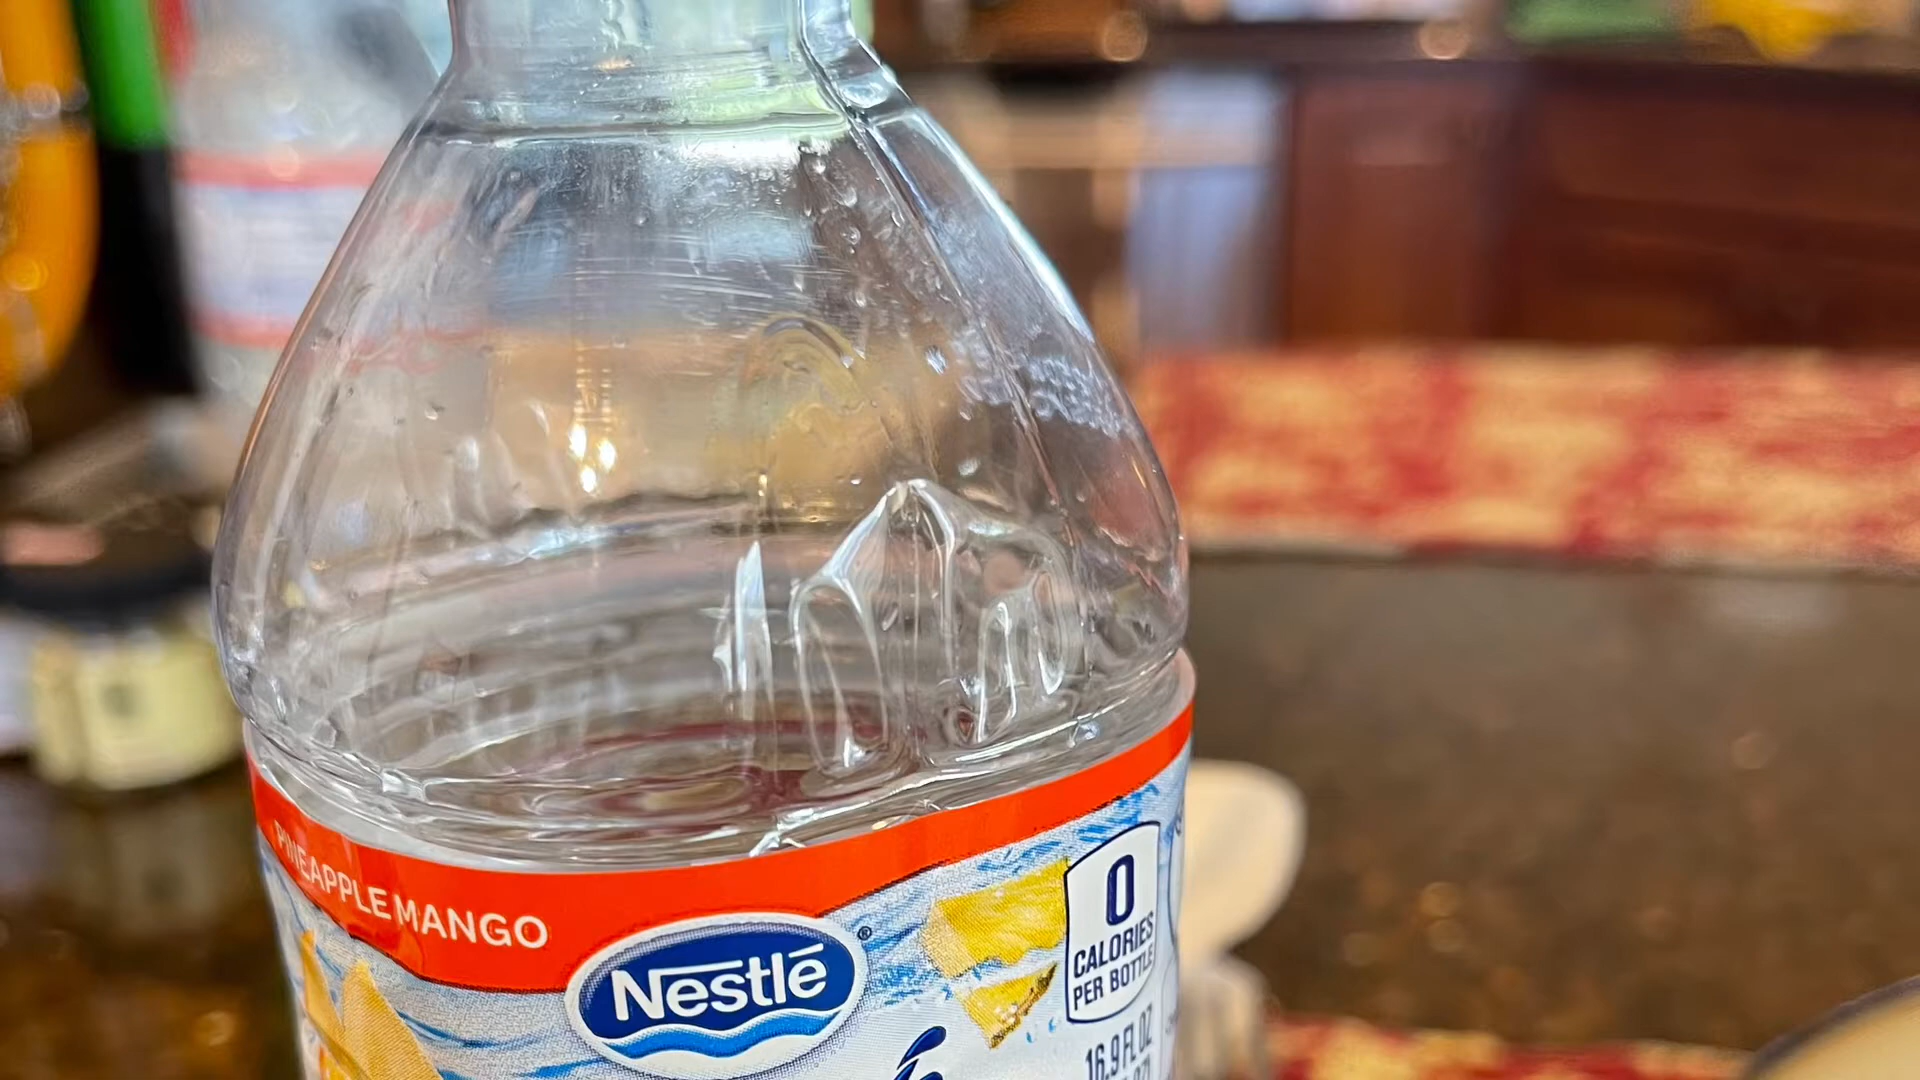 PINEAPPLE MANGO
Nestlé
®
0
CALORIES
PER BOTTLE
16.9 FL OZ